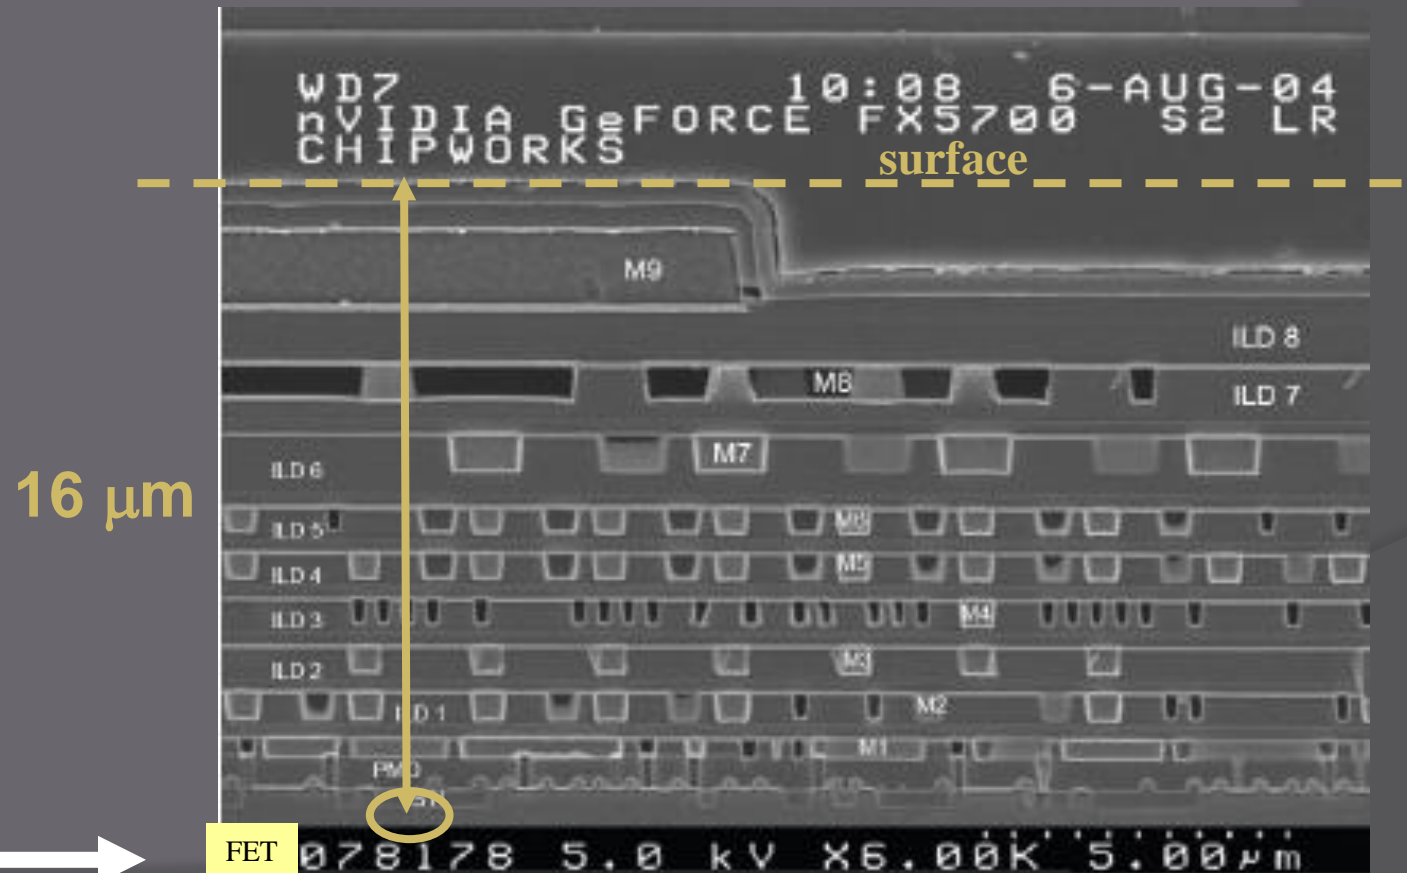 WD7 10:08 6-AUG-04
nVIDIA GeFORCE FX5700 S2 LR
CHIPWORKS
surface
M9
ILD 8
M8
ILD 7
M7
ILD 6
16 μm
M6
ILD 5
M5
ILD 4
M4
ILD 3
M3
ILD 2
M2
ILD 1
M1
PMD
FET
078178 5.0 kV X6.00K 5.00μm